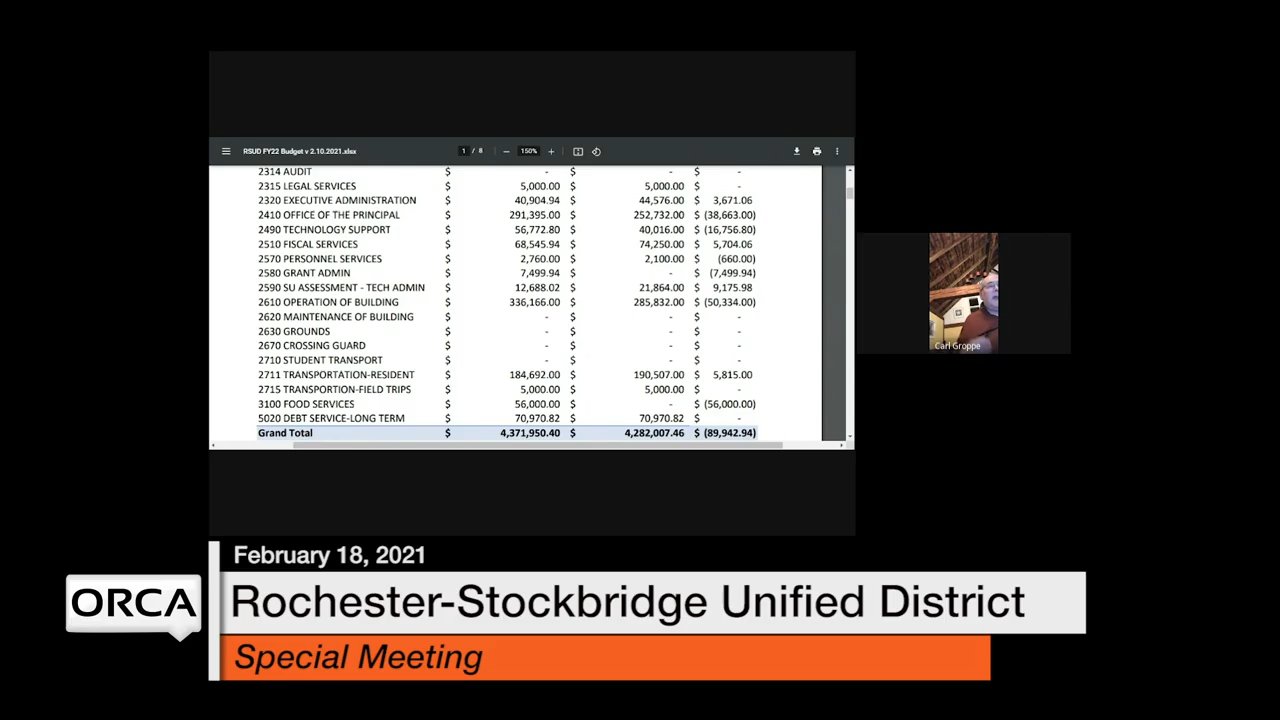 RSUD FY22 Budget v 2.10.2021.xlsx 1 / 8 150%
2314 AUDIT $ - $ - $ -
2315 LEGAL SERVICES $ 5,000.00 $ 5,000.00 $ -
2320 EXECUTIVE ADMINISTRATION $ 40,904.94 $ 44,576.00 $ 3,671.06
2410 OFFICE OF THE PRINCIPAL $ 291,395.00 $ 252,732.00 $ (38,663.00)
2490 TECHNOLOGY SUPPORT $ 56,772.80 $ 40,016.00 $ (16,756.80)
2510 FISCAL SERVICES $ 68,545.94 $ 74,250.00 $ 5,704.06
2570 PERSONNEL SERVICES $ 2,760.00 $ 2,100.00 $ (660.00)
2580 GRANT ADMIN $ 7,499.94 $ - $ (7,499.94)
2590 SU ASSESSMENT - TECH ADMIN $ 12,688.02 $ 21,864.00 $ 9,175.98
2610 OPERATION OF BUILDING $ 336,166.00 $ 285,832.00 $ (50,334.00)
2620 MAINTENANCE OF BUILDING $ - $ - $ -
2630 GROUNDS $ - $ - $ -
2670 CROSSING GUARD $ - $ - $ -
2710 STUDENT TRANSPORT $ - $ - $ -
2711 TRANSPORTATION-RESIDENT $ 184,692.00 $ 190,507.00 $ 5,815.00
2715 TRANSPORTION-FIELD TRIPS $ 5,000.00 $ 5,000.00 $ -
3100 FOOD SERVICES $ 56,000.00 $ - $ (56,000.00)
5020 DEBT SERVICE-LONG TERM $ 70,970.82 $ 70,970.82 $ -
Grand Total $ 4,371,950.40 $ 4,282,007.46 $ (89,942.94)
Carl Groppe
February 18, 2021
ORCA
Rochester-Stockbridge Unified District
Special Meeting